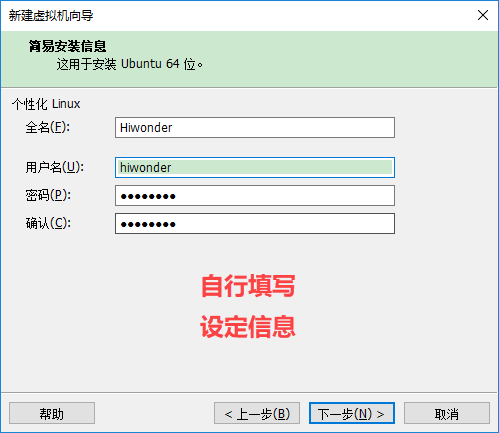 新建虚拟机向导
简易安装信息
这用于安装 Ubuntu 64 位。
个性化 Linux
全名(F): Hiwonder
用户名(U): hiwonder
密码(P): ●●●●●●●●
确认(C): ●●●●●●●●
自行填写
设定信息
帮助 < 上一步(B) 下一步(N) > 取消